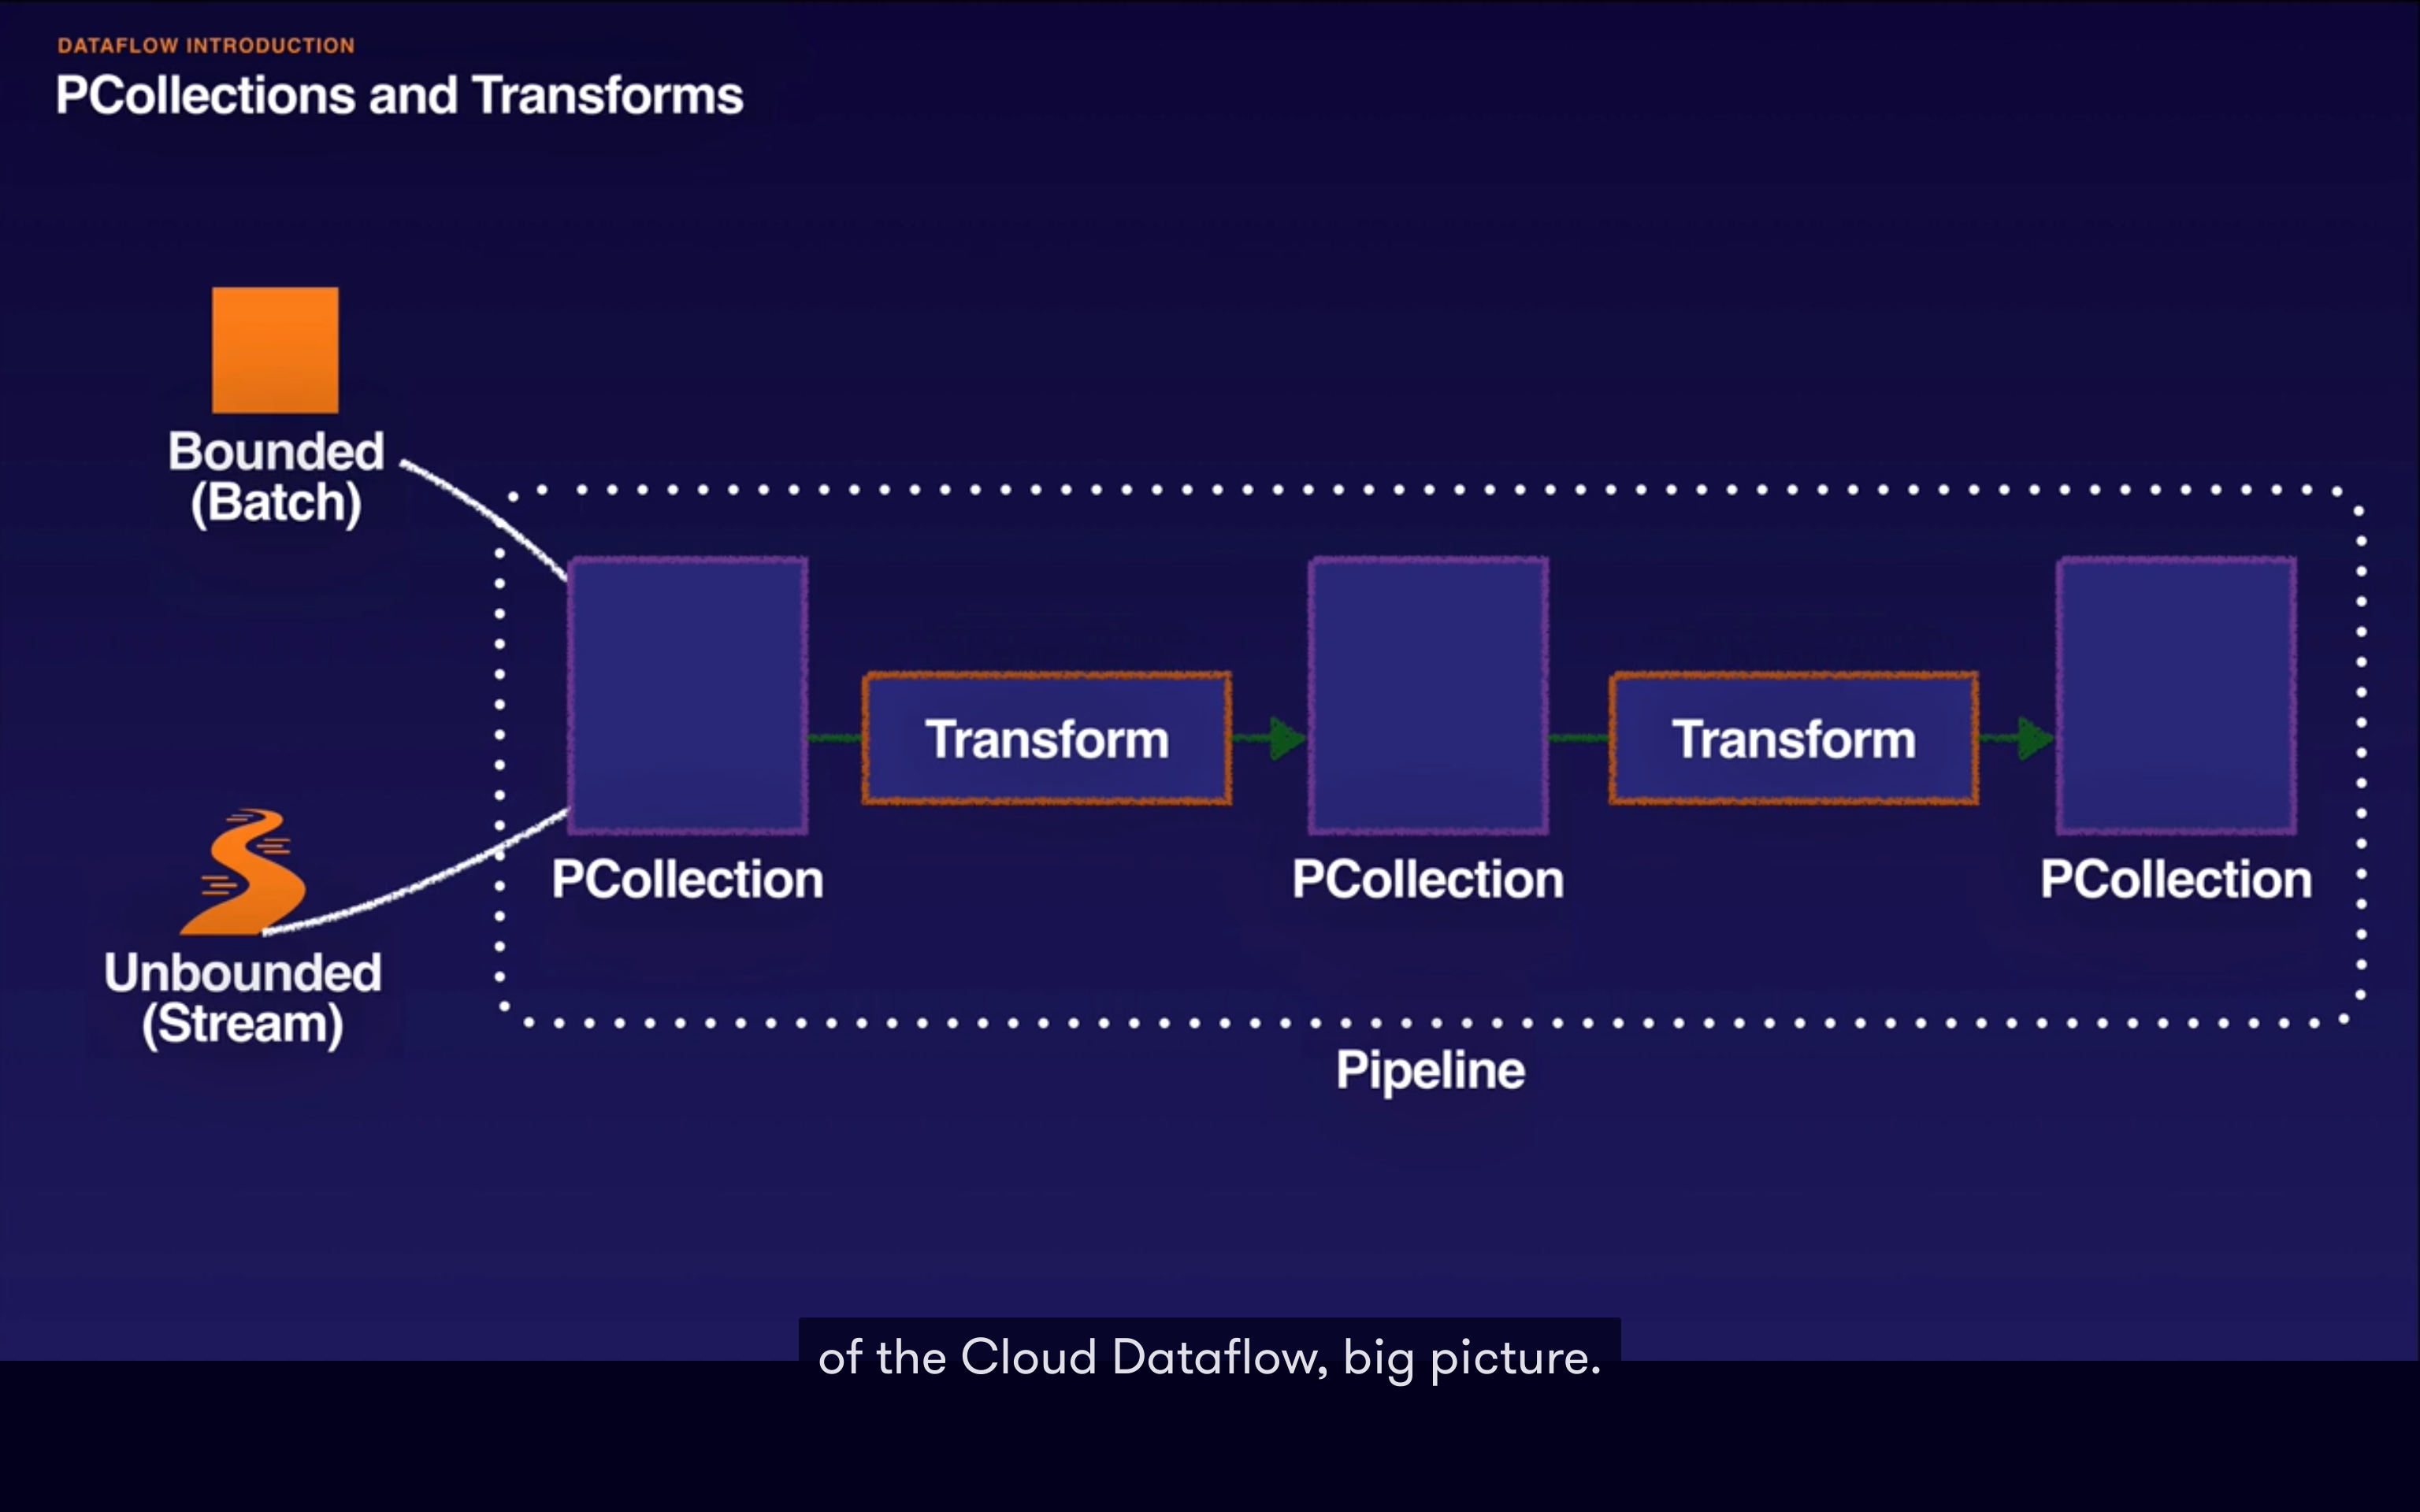 DATAFLOW INTRODUCTION
PCollections and Transforms
Bounded
(Batch)
Transform
Transform
PCollection
PCollection
PCollection
Unbounded
(Stream)
Pipeline
of the Cloud Dataflow, big picture.